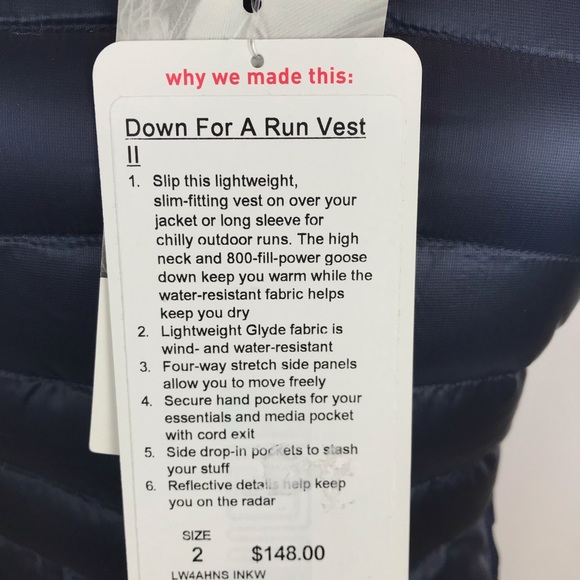 why we made this:
Down For A Run Vest
II
1. Slip this lightweight,
slim-fitting vest on over your
jacket or long sleeve for
chilly outdoor runs. The high
neck and 800-fill-power goose
down keep you warm while the
water-resistant fabric helps
keep you dry
2. Lightweight Glyde fabric is
wind- and water-resistant
3. Four-way stretch side panels
allow you to move freely
4. Secure hand pockets for your
essentials and media pocket
with cord exit
5. Side drop-in pockets to stash
your stuff
6. Reflective details help keep
you on the radar
SIZE
2 $148.00
LW4AHNS INKW